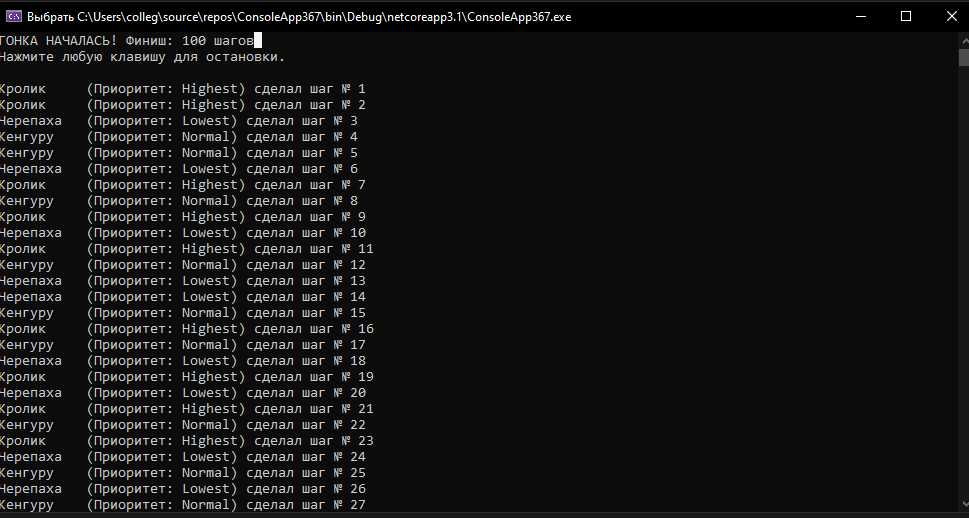 Выбрать C:\Users\colleg\source\repos\ConsoleApp367\bin\Debug\netcoreapp3.1\ConsoleApp367.exe
ГОНКА НАЧАЛАСЬ! Финиш: 100 шагов
Нажмите любую клавишу для остановки.
Кролик (Приоритет: Highest) сделал шаг № 1
Кролик (Приоритет: Highest) сделал шаг № 2
Черепаха (Приоритет: Lowest) сделал шаг № 3
Кенгуру (Приоритет: Normal) сделал шаг № 4
Кенгуру (Приоритет: Normal) сделал шаг № 5
Черепаха (Приоритет: Lowest) сделал шаг № 6
Кролик (Приоритет: Highest) сделал шаг № 7
Кенгуру (Приоритет: Normal) сделал шаг № 8
Кролик (Приоритет: Highest) сделал шаг № 9
Черепаха (Приоритет: Lowest) сделал шаг № 10
Кролик (Приоритет: Highest) сделал шаг № 11
Кенгуру (Приоритет: Normal) сделал шаг № 12
Черепаха (Приоритет: Lowest) сделал шаг № 13
Черепаха (Приоритет: Lowest) сделал шаг № 14
Кенгуру (Приоритет: Normal) сделал шаг № 15
Кролик (Приоритет: Highest) сделал шаг № 16
Кенгуру (Приоритет: Normal) сделал шаг № 17
Черепаха (Приоритет: Lowest) сделал шаг № 18
Кролик (Приоритет: Highest) сделал шаг № 19
Черепаха (Приоритет: Lowest) сделал шаг № 20
Кролик (Приоритет: Highest) сделал шаг № 21
Кенгуру (Приоритет: Normal) сделал шаг № 22
Кролик (Приоритет: Highest) сделал шаг № 23
Черепаха (Приоритет: Lowest) сделал шаг № 24
Кенгуру (Приоритет: Normal) сделал шаг № 25
Черепаха (Приоритет: Lowest) сделал шаг № 26
Кенгуру (Приоритет: Normal) сделал шаг № 27